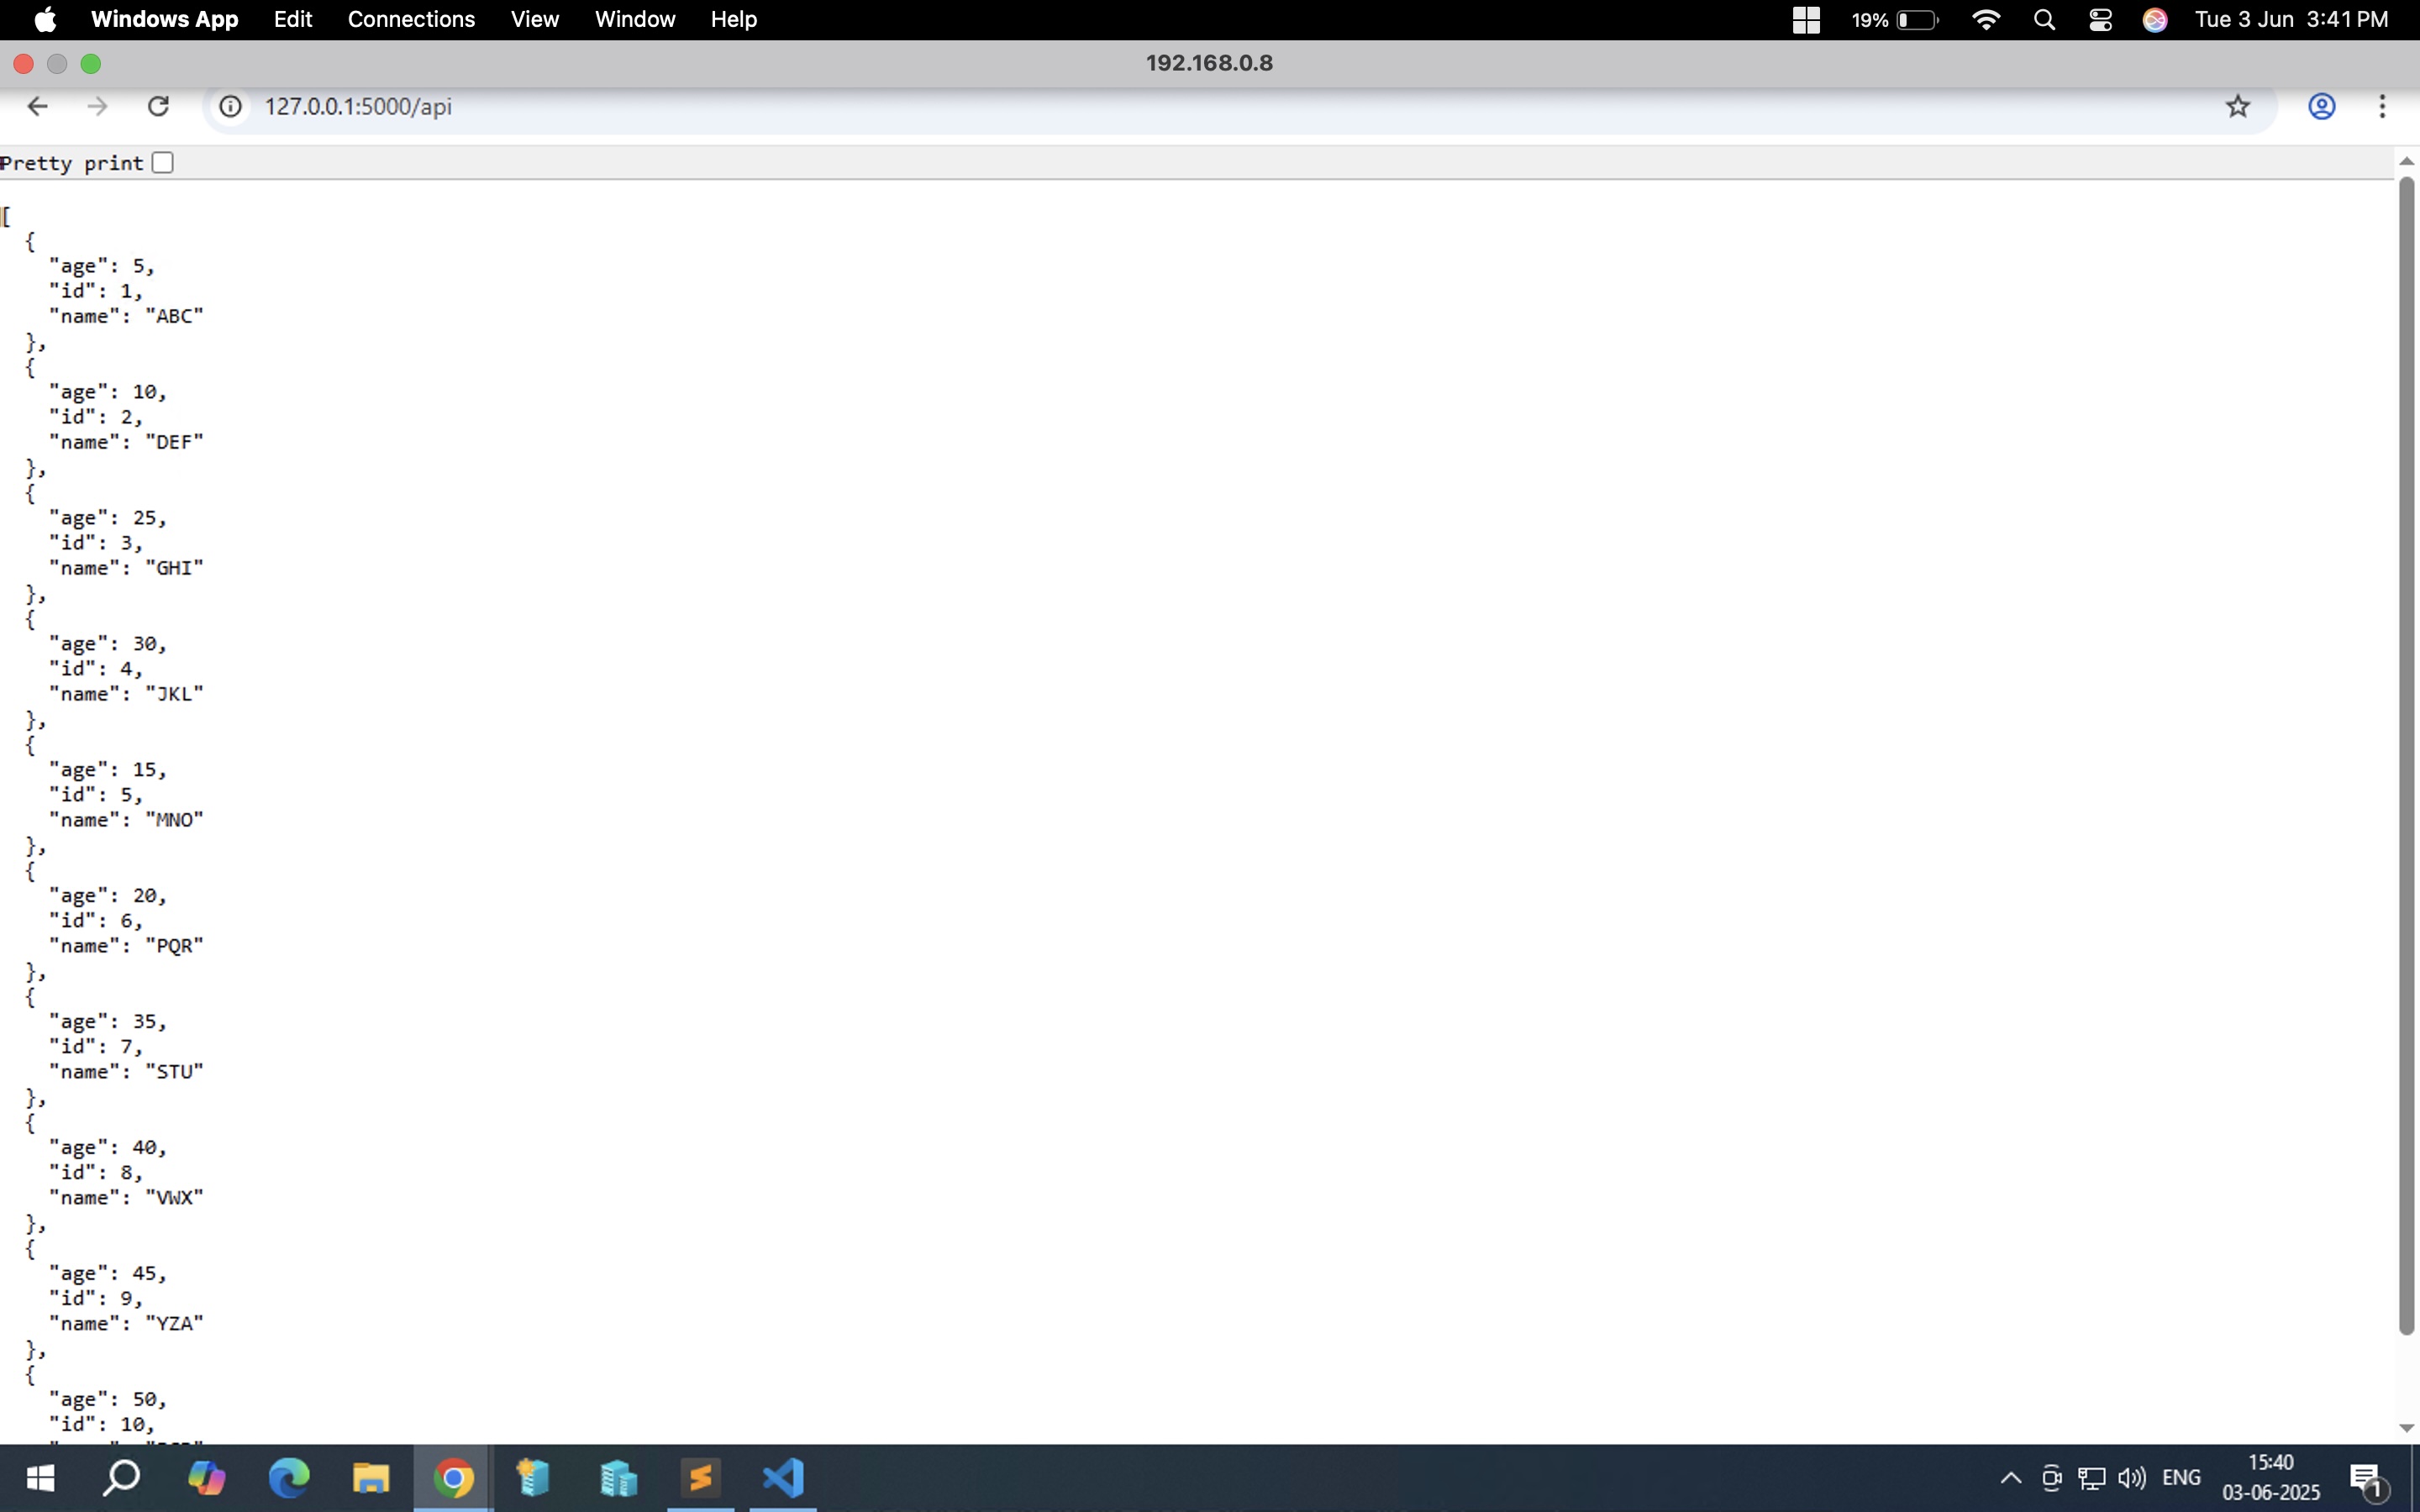 Windows App Edit Connections View Window Help 19% Tue 3 Jun 3:41 PM
192.168.0.8
127.0.0.1:5000/api
Pretty print
[
{
"age": 5,
"id": 1,
"name": "ABC"
},
{
"age": 10,
"id": 2,
"name": "DEF"
},
{
"age": 25,
"id": 3,
"name": "GHI"
},
{
"age": 30,
"id": 4,
"name": "JKL"
},
{
"age": 15,
"id": 5,
"name": "MNO"
},
{
"age": 20,
"id": 6,
"name": "PQR"
},
{
"age": 35,
"id": 7,
"name": "STU"
},
{
"age": 40,
"id": 8,
"name": "VWX"
},
{
"age": 45,
"id": 9,
"name": "YZA"
},
{
"age": 50,
"id": 10,
ENG
15:40
03-06-2025
1